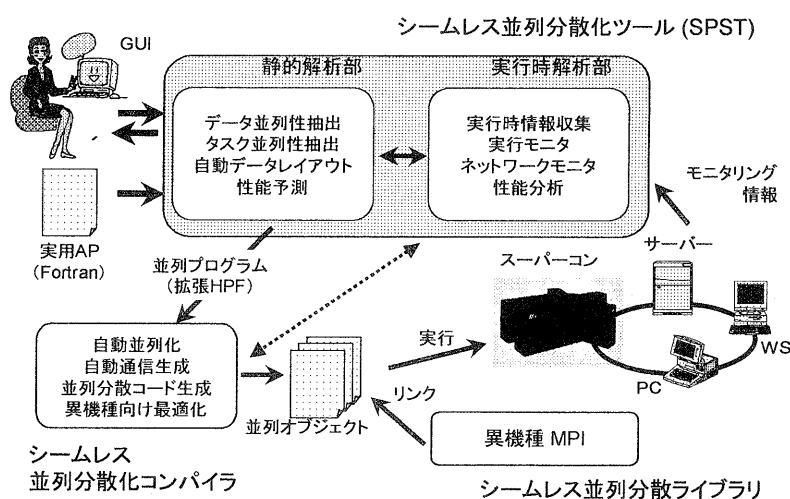 シームレス並列分散化ツール (SPST)
GUI
静的解析部
実行時解析部
データ並列性抽出
タスク並列性抽出
自動データレイアウト
性能予測
実行時情報収集
実行モニタ
ネットワークモニタ
性能分析
モニタリング
情報
実用AP
(Fortran)
並列プログラム
(拡張HPF)
スーパーコン
サーバー
WS
PC
自動並列化
自動通信生成
並列分散コード生成
異機種向け最適化
実行
リンク
並列オブジェクト
異機種 MPI
シームレス
並列分散化コンパイラ
シームレス並列分散ライブラリ